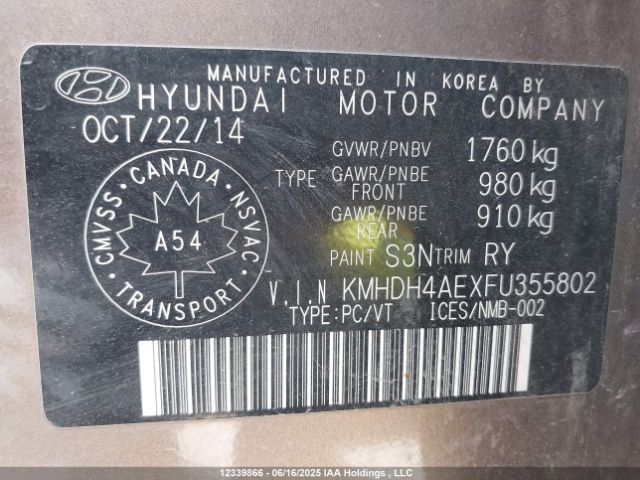 MANUFACTURED IN KOREA BY
HYUNDAI MOTOR COMPANY
OCT/22/14
GVWR/PNBV 1760 kg
TYPE GAWR/PNBE FRONT 980 kg
GAWR/PNBE REAR 910 kg
PAINT S3N TRIM RY
CANADA
CMVSS · NSVAC
A54
TRANSPORT
V.I.N KMHDH4AEXFU355802
TYPE:PC/VT ICES/NMB-002
12339866 - 06/16/2025 IAA Holdings , LLC